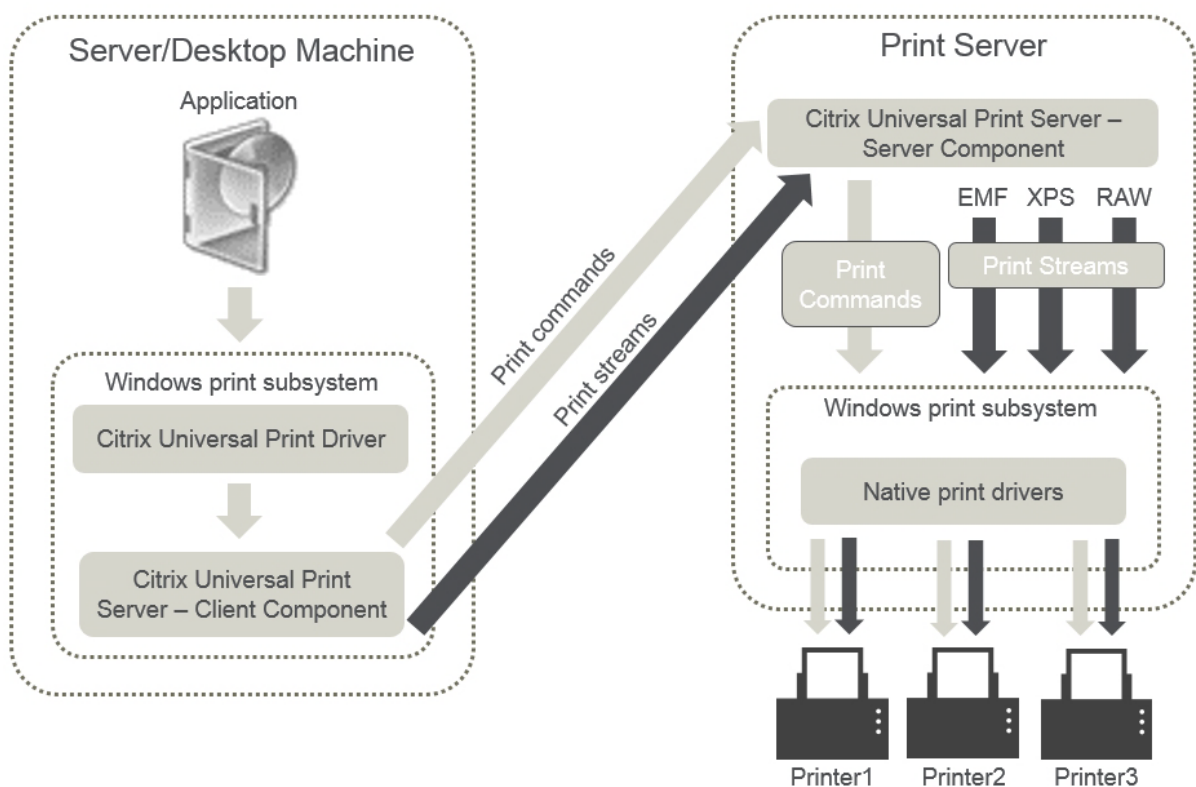 Server/Desktop Machine
Application
Windows print subsystem
Citrix Universal Print Driver
Citrix Universal Print
Server – Client Component
Print commands
Print streams
Print Server
Citrix Universal Print Server –
Server Component
EMF XPS RAW
Print
Commands
Print Streams
Windows print subsystem
Native print drivers
Printer1 Printer2 Printer3